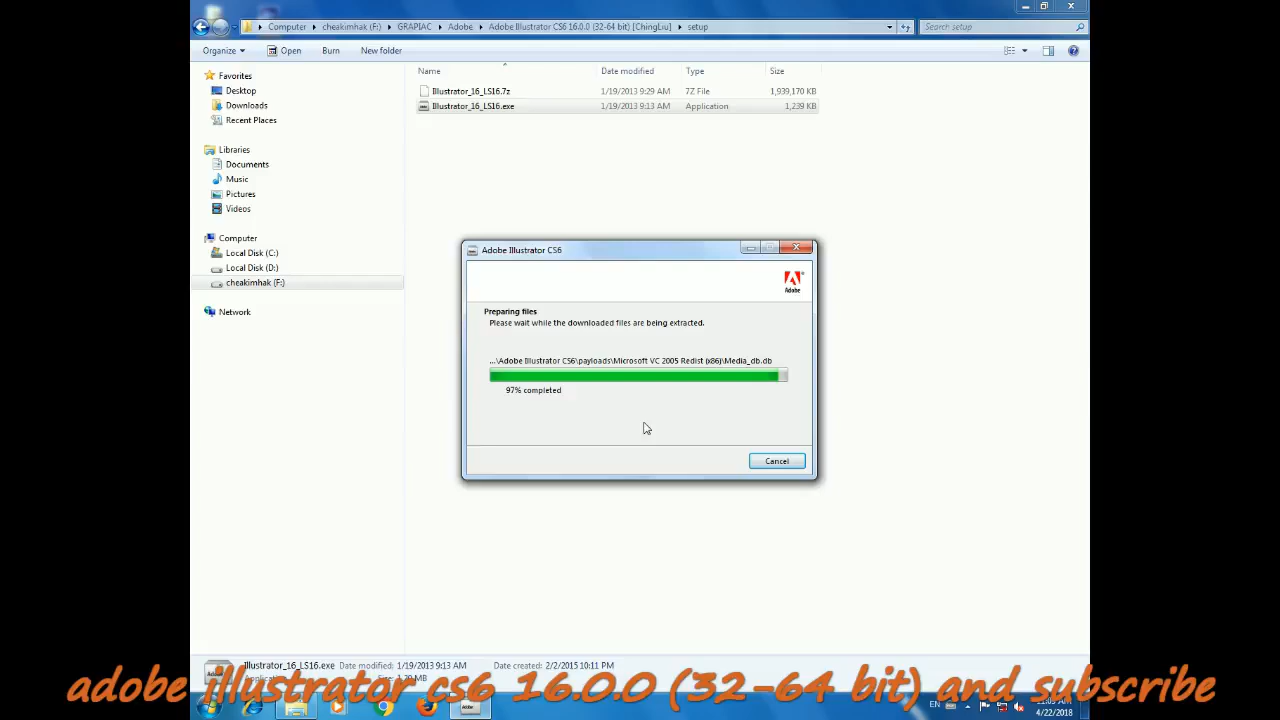 Computer ▸ cheakimhak (F:) ▸ GRAPIAC ▸ Adobe ▸ Adobe Illustrator CS6 16.0.0 (32-64 bit) [ChingLiu] ▸ setup
Search setup
Organize Open Burn New folder
Name Date modified Type Size
Illustrator_16_LS16.7z 1/19/2013 9:29 AM 7Z File 1,939,170 KB
Illustrator_16_LS16.exe 1/19/2013 9:13 AM Application 1,239 KB
Favorites
Desktop
Downloads
Recent Places
Libraries
Documents
Music
Pictures
Videos
Computer
Local Disk (C:)
Local Disk (D:)
cheakimhak (F:)
Network
Adobe Illustrator CS6
Adobe
Preparing files
Please wait while the downloaded files are being extracted.
...\Adobe Illustrator CS6\payloads\Microsoft VC 2005 Redist (x86)\Media_db.db
97% completed
Cancel
Illustrator_16_LS16.exe Date modified: 1/19/2013 9:13 AM Date created: 2/2/2015 10:11 PM
adobe illustrator cs6 16.0.0 (32-64 bit) and subscribe
EN
4/22/2018